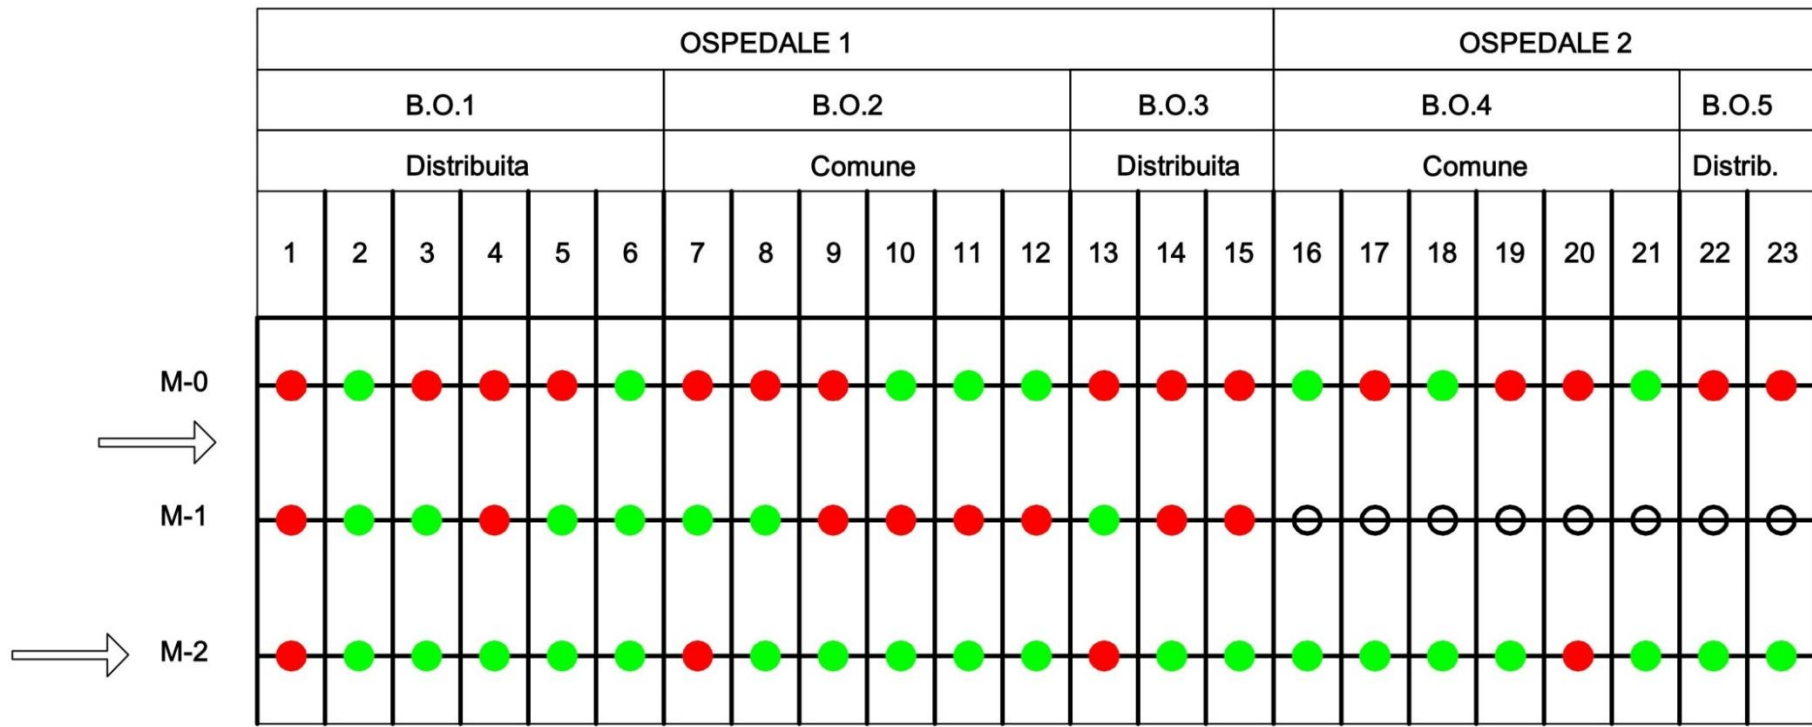 OSPEDALE 1 OSPEDALE 2
B.O.1 B.O.2 B.O.3 B.O.4 B.O.5
Distribuita Comune Distribuita Comune Distrib.
1 2 3 4 5 6 7 8 9 10 11 12 13 14 15 16 17 18 19 20 21 22 23
M-0
M-1
M-2